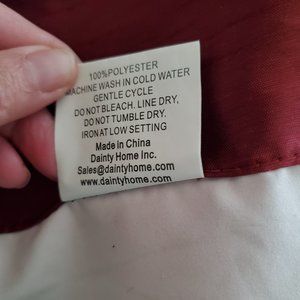 100%POLYESTER
MACHINE WASH IN COLD WATER
GENTLE CYCLE
DO NOT BLEACH. LINE DRY,
DO NOT TUMBLE DRY.
IRON AT LOW SETTING
Made in China
Dainty Home Inc.
Sales@daintyhome.com
www.daintyhome.com